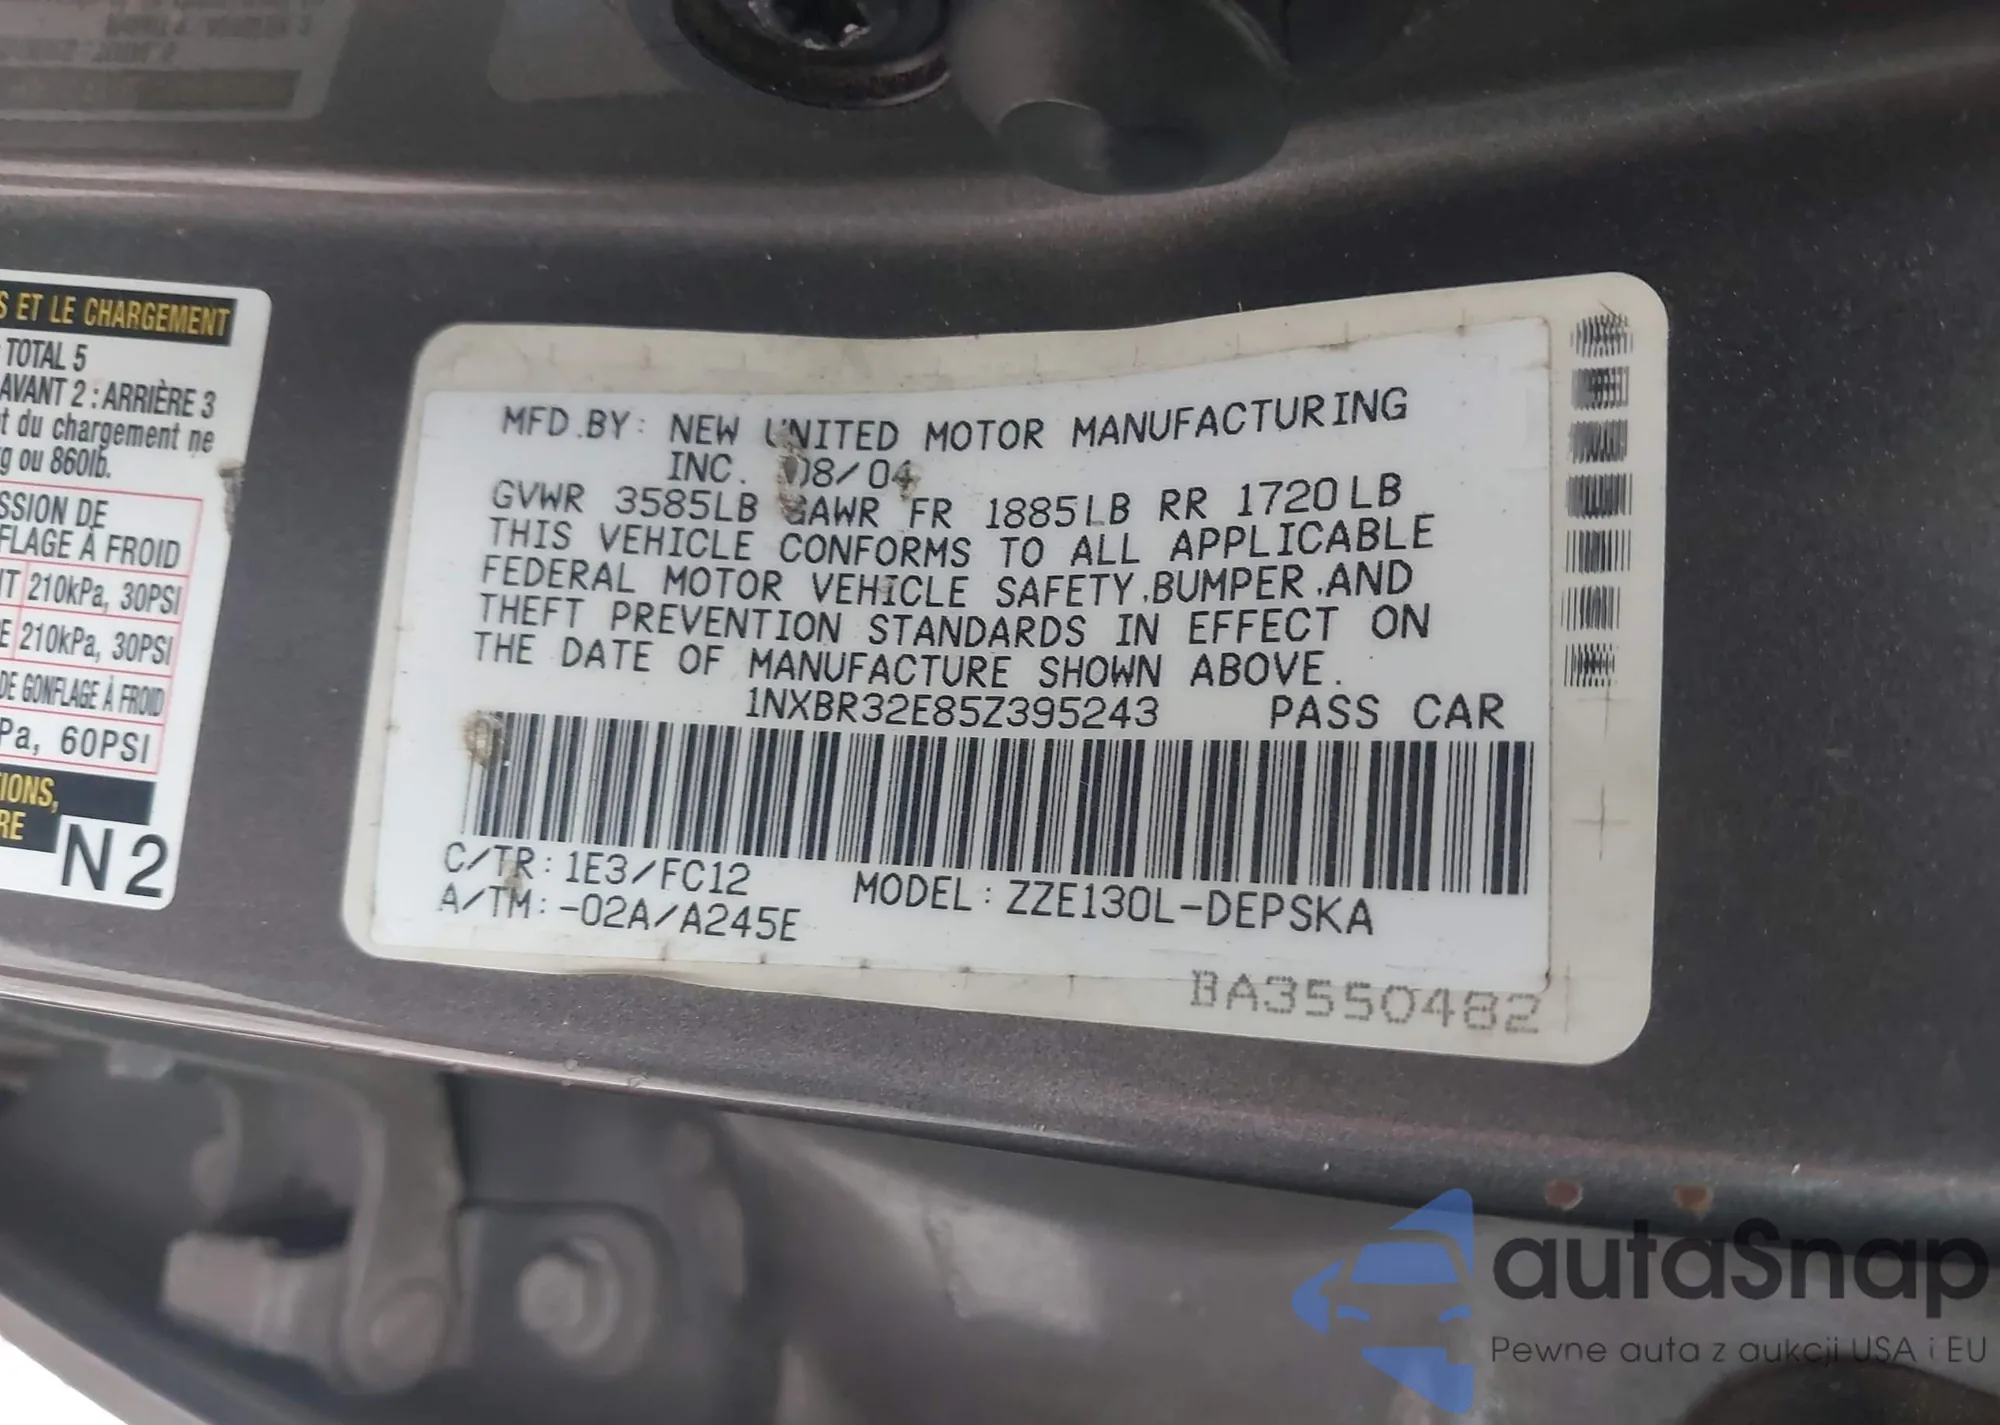 S ET LE CHARGEMENT
TOTAL 5
AVANT 2 : ARRIÈRE 3
t du chargement ne
g ou 860lb.
SSION DE
FLAGE À FROID
NT 210kPa, 30PSI
E 210kPa, 30PSI
DE GONFLAGE À FROID
Pa, 60PSI
IONS,
RE
N2
MFD.BY: NEW UNITED MOTOR MANUFACTURING
INC. 08/04
GVWR 3585LB GAWR FR 1885LB RR 1720LB
THIS VEHICLE CONFORMS TO ALL APPLICABLE
FEDERAL MOTOR VEHICLE SAFETY,BUMPER,AND
THEFT PREVENTION STANDARDS IN EFFECT ON
THE DATE OF MANUFACTURE SHOWN ABOVE.
1NXBR32E85Z395243 PASS CAR
C/TR: 1E3/FC12
A/TM: -02A/A245E
MODEL: ZZE130L-DEPSKA
BA3550482
autaSnap
Pewne auta z aukcji USA i EU